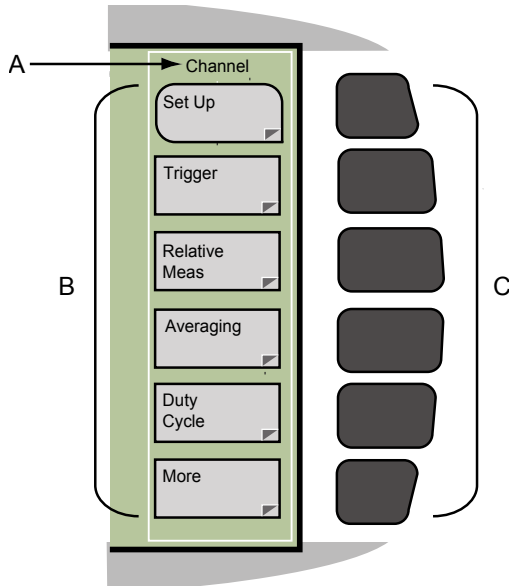 A
Channel
Set Up
Trigger
Relative
Meas
B
C
Averaging
Duty
Cycle
More